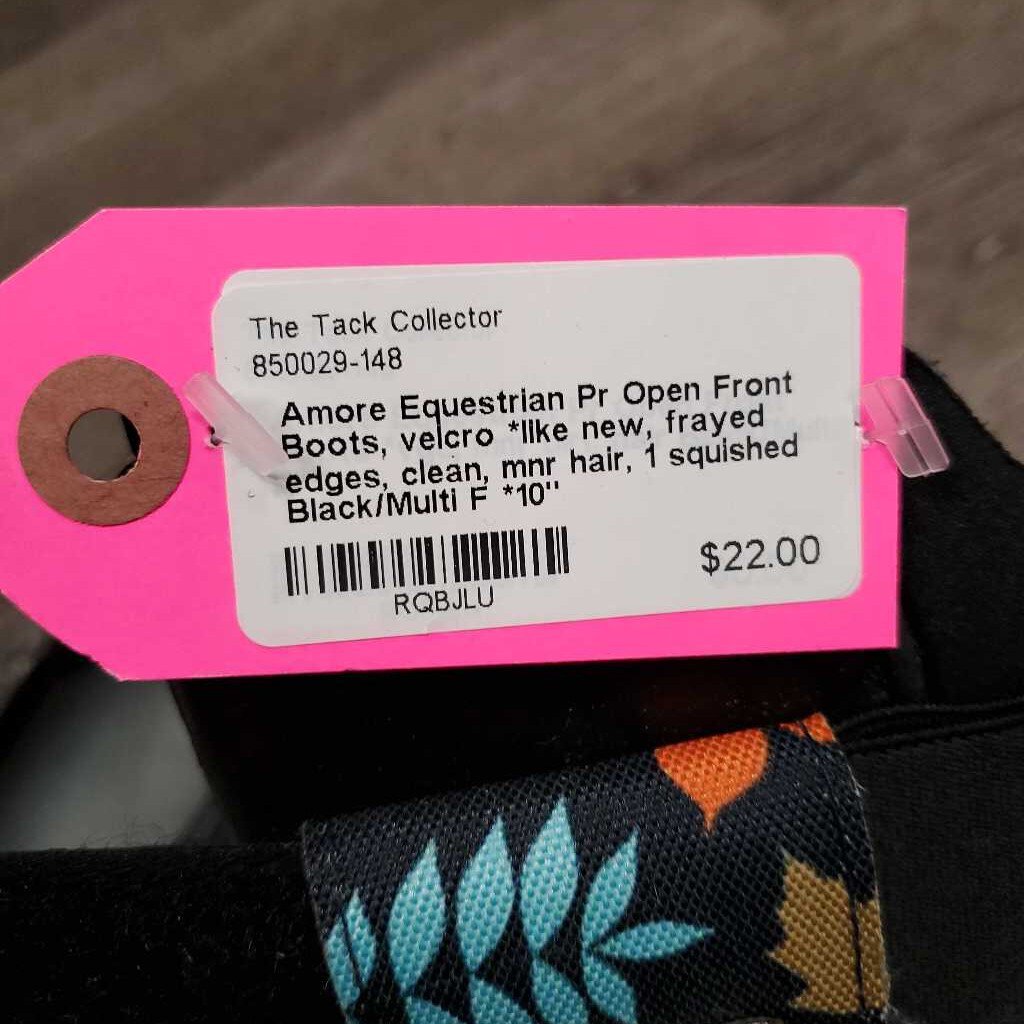 The Tack Collector
850029-148
Amore Equestrian Pr Open Front
Boots, velcro *like new, frayed
edges, clean, mnr hair, 1 squished
Black/Multi F *10"
$22.00
RQBJLU